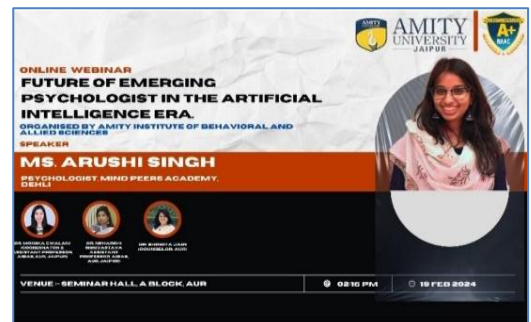 AMITY
UNIVERSITY
JAIPUR
A+
NAAC
ONLINE WEBINAR
FUTURE OF EMERGING
PSYCHOLOGIST IN THE ARTIFICIAL
INTELLIGENCE ERA.
ORGANISED BY AMITY INSTITUTE OF BEHAVIORAL AND
ALLIED SCIENCES
SPEAKER
MS. ARUSHI SINGH
PSYCHOLOGIST, MIND PEERS ACADEMY,
DEHLI
ASSISTANT
VENUE:- SEMINAR HALL, A BLOCK, AUR
02:15 PM
19 FEB 2024